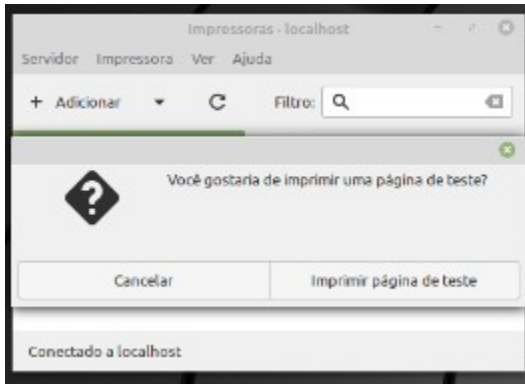 Impressoras - localhost
Servidor Impressora Ver Ajuda
+ Adicionar Filtro:
Você gostaria de imprimir uma página de teste?
Cancelar Imprimir página de teste
Conectado a localhost